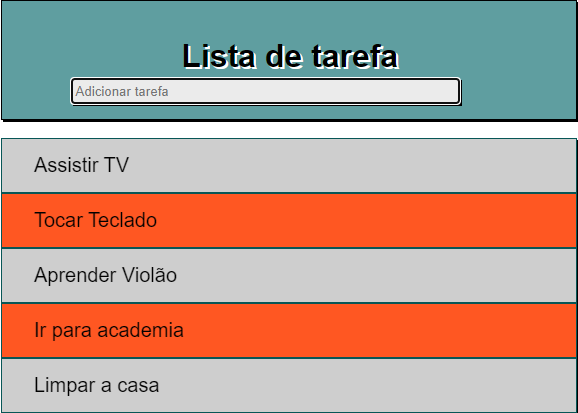 Lista de tarefa
Adicionar tarefa
Assistir TV
Tocar Teclado
Aprender Violão
Ir para academia
Limpar a casa